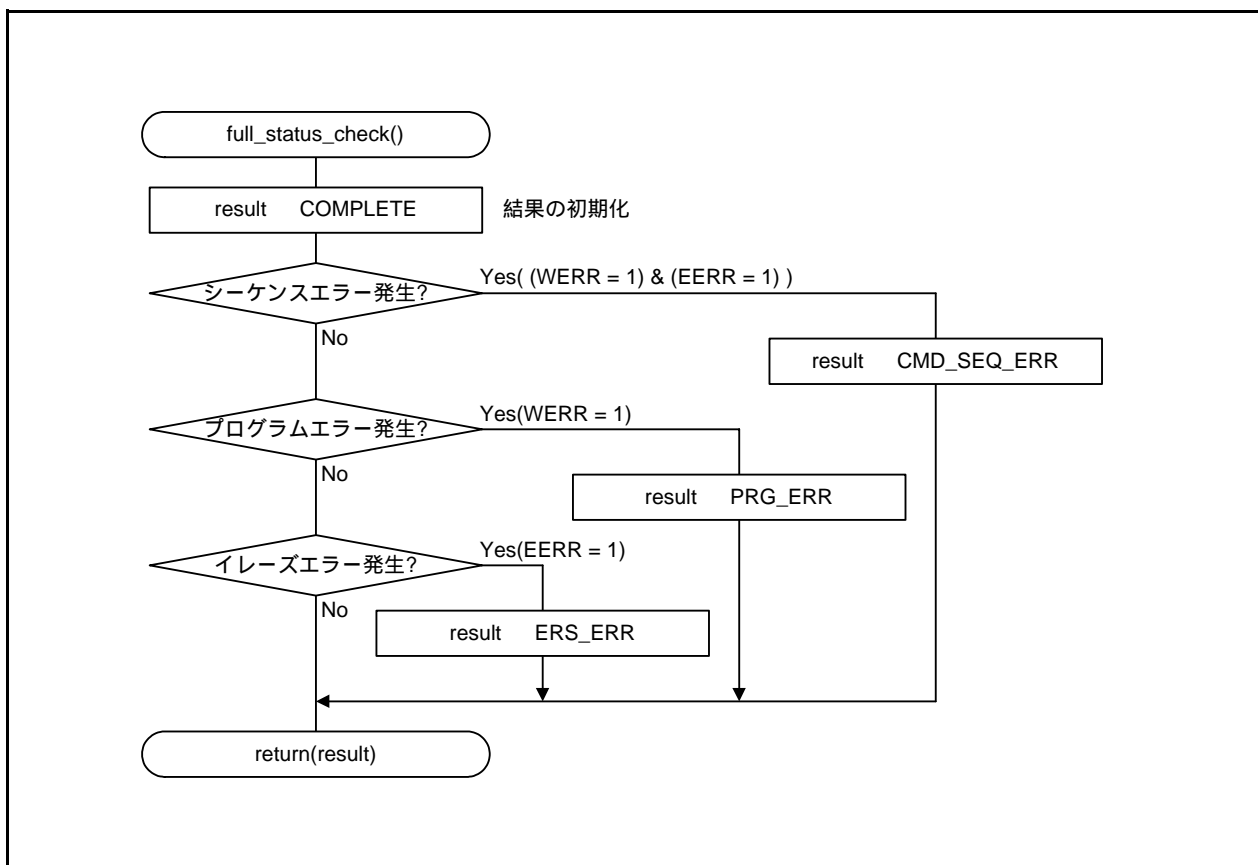 full_status_check()
result COMPLETE 結果の初期化
シーケンスエラー発生? Yes( (WERR = 1) & (EERR = 1) )
No
result CMD_SEQ_ERR
プログラムエラー発生? Yes(WERR = 1)
No
result PRG_ERR
イレーズエラー発生? Yes(EERR = 1)
No
result ERS_ERR
return(result)